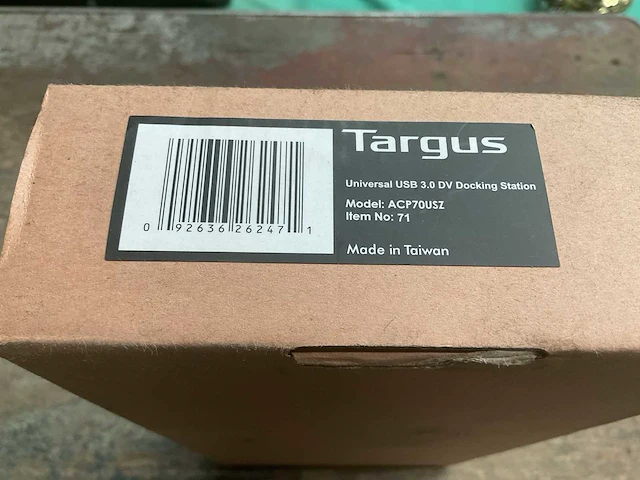 Targus
Universal USB 3.0 DV Docking Station
Model: ACP70USZ
Item No: 71
Made in Taiwan
0 92636 26247 1